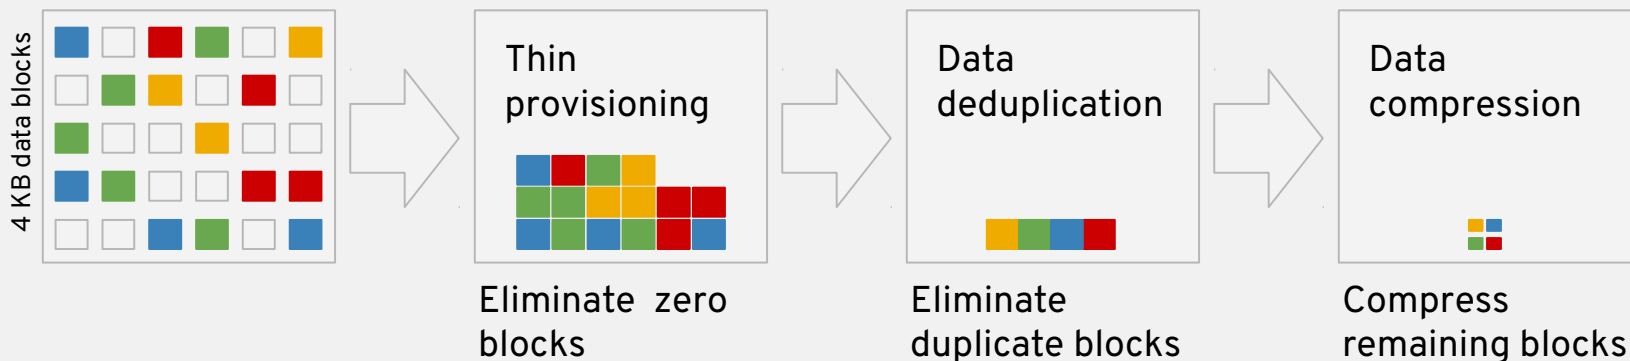 4 KB data blocks
Thin
provisioning
Eliminate zero
blocks
Data
deduplication
Eliminate
duplicate blocks
Data
compression
Compress
remaining blocks